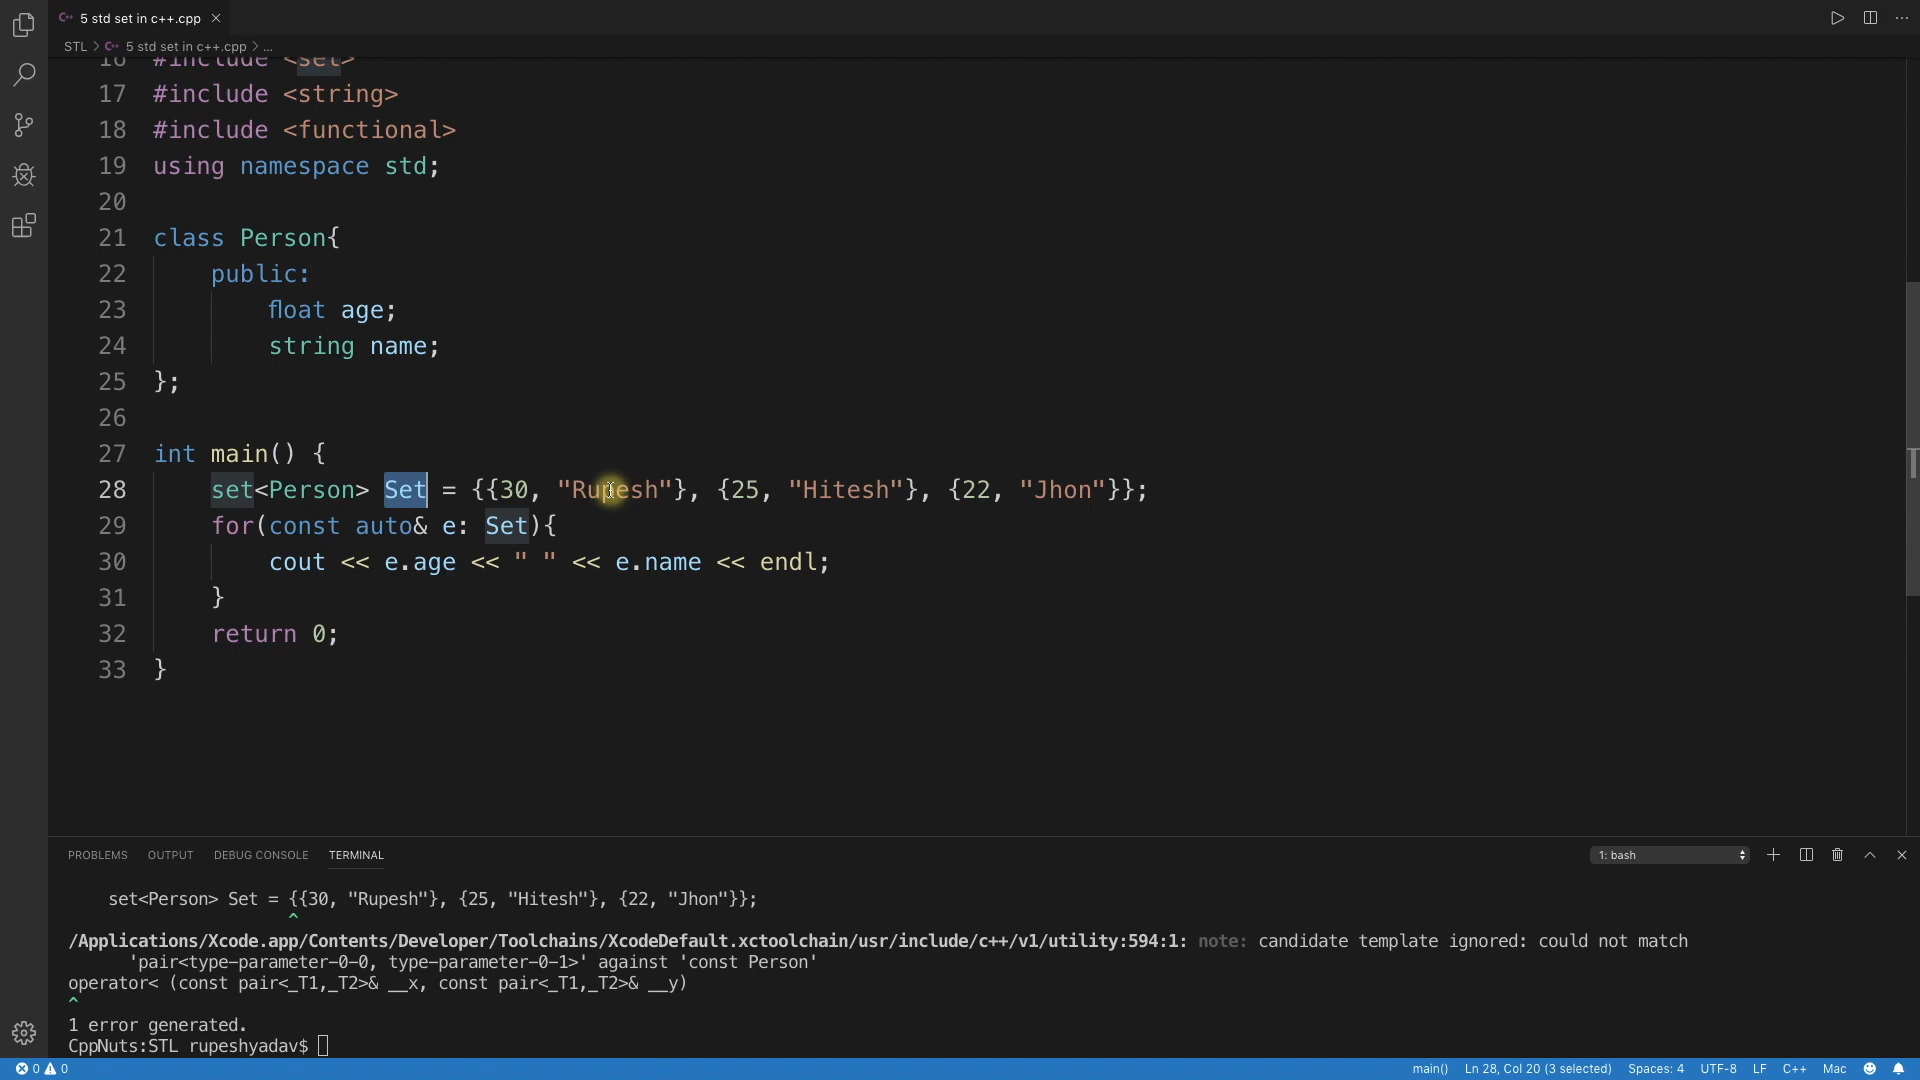 5 std set in c++.cpp
STL > 5 std set in c++.cpp > ...
16 #include <set>
17 #include <string>
18 #include <functional>
19 using namespace std;
20
21 class Person{
22 public:
23 float age;
24 string name;
25 };
26
27 int main() {
28 set<Person> Set = {{30, "Rupesh"}, {25, "Hitesh"}, {22, "Jhon"}};
29 for(const auto& e: Set){
30 cout << e.age << " " << e.name << endl;
31 }
32 return 0;
33 }
PROBLEMS OUTPUT DEBUG CONSOLE TERMINAL 1: bash
set<Person> Set = {{30, "Rupesh"}, {25, "Hitesh"}, {22, "Jhon"}};
^
/Applications/Xcode.app/Contents/Developer/Toolchains/XcodeDefault.xctoolchain/usr/include/c++/v1/utility:594:1: note: candidate template ignored: could not match
'pair<type-parameter-0-0, type-parameter-0-1>' against 'const Person'
operator< (const pair<_T1,_T2>& __x, const pair<_T1,_T2>& __y)
^
1 error generated.
CppNuts:STL rupeshyadav$
0 0 main() Ln 28, Col 20 (3 selected) Spaces: 4 UTF-8 LF C++ Mac